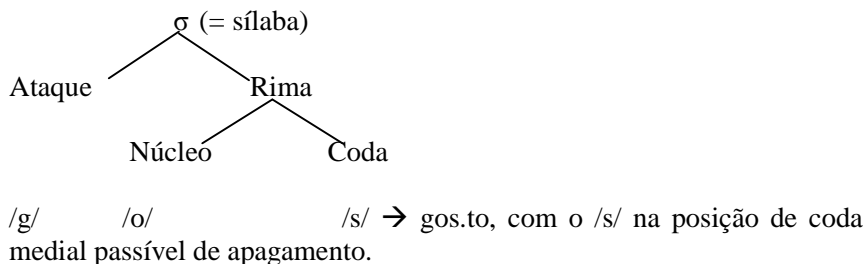 σ (= sílaba)
Ataque Rima
Núcleo Coda
/g/ /o/ /s/ → gos.to, com o /s/ na posição de coda
medial passível de apagamento.